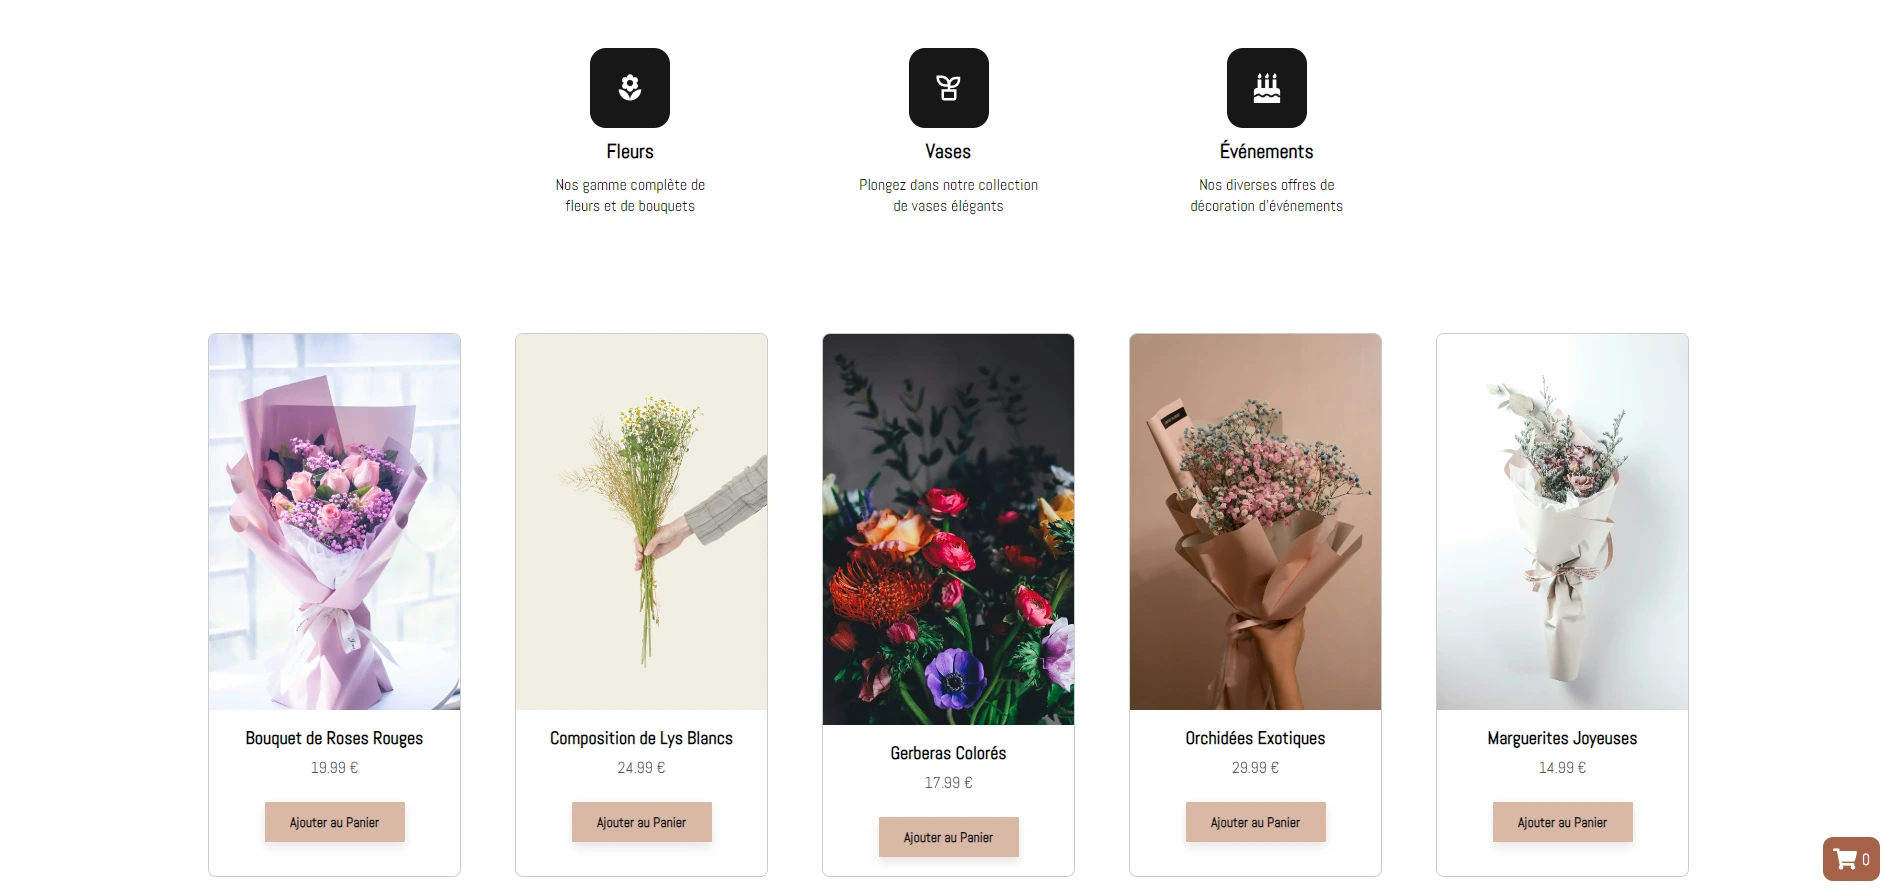 Fleurs
Nos gamme complète de
fleurs et de bouquets
Vases
Plongez dans notre collection
de vases élégants
Événements
Nos diverses offres de
décoration d'événements
Bouquet de Roses Rouges
19.99 €
Ajouter au Panier
Composition de Lys Blancs
24.99 €
Ajouter au Panier
Gerberas Colorés
17.99 €
Ajouter au Panier
Orchidées Exotiques
29.99 €
Ajouter au Panier
Marguerites Joyeuses
14.99 €
Ajouter au Panier
0